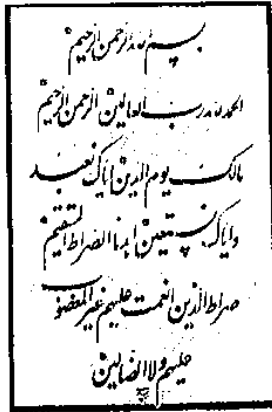 بسم الله الرحمن الرحیم
الحمد لله رب العالمین الرحمن الرحیم
مالک یوم الدین ایاک نعبد
وایاک نستعین اهدنا الصراط المستقیم
صراط الذین انعمت علیهم غیر المغضوب
علیهم ولا الضالین